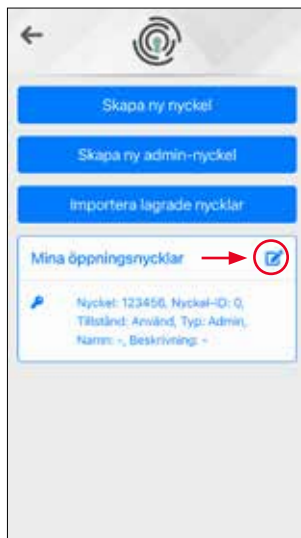 Skapa ny nyckel
Skapa ny admin-nyckel
Importera lagrade nycklar
Mina öppningsnycklar
Nyckel: 123456, Nyckel-ID: 0,
Tillstånd: Använd, Typ: Admin,
Namn: -, Beskrivning: -